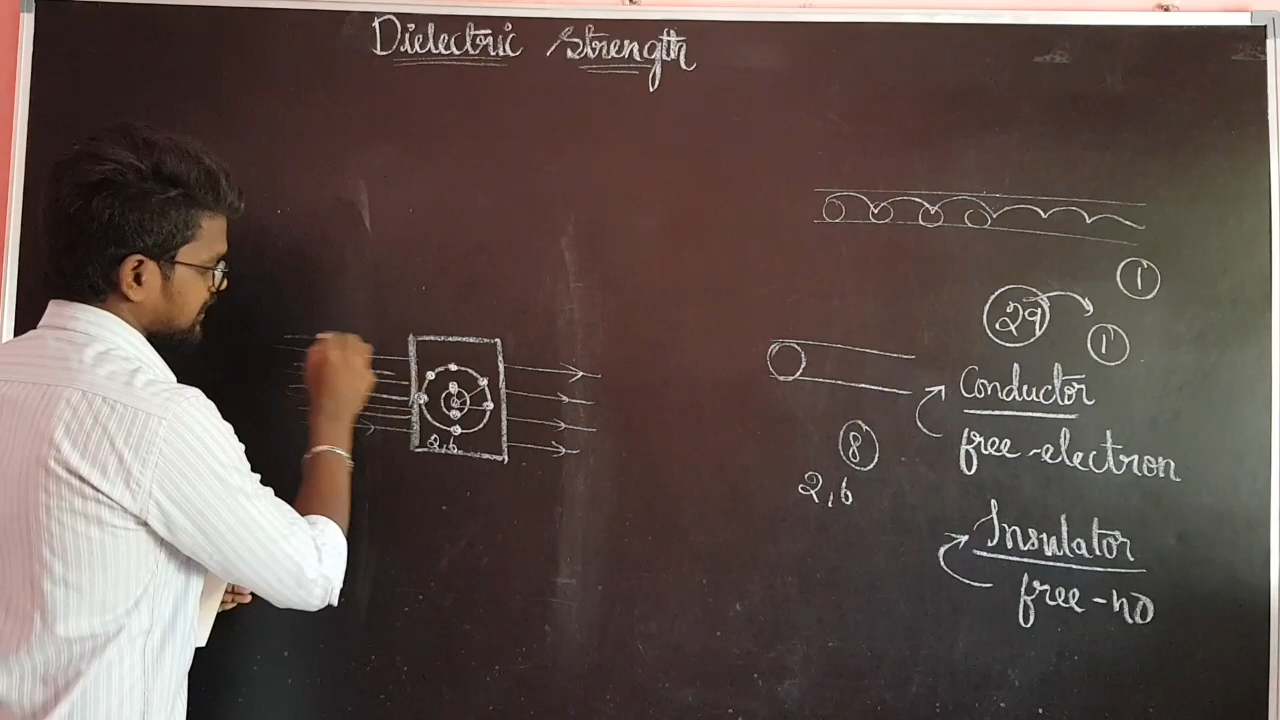 Dielectric Strength
1
29
1
Conductor
free-electron
8
2,6
2,6
Insulator
free-no